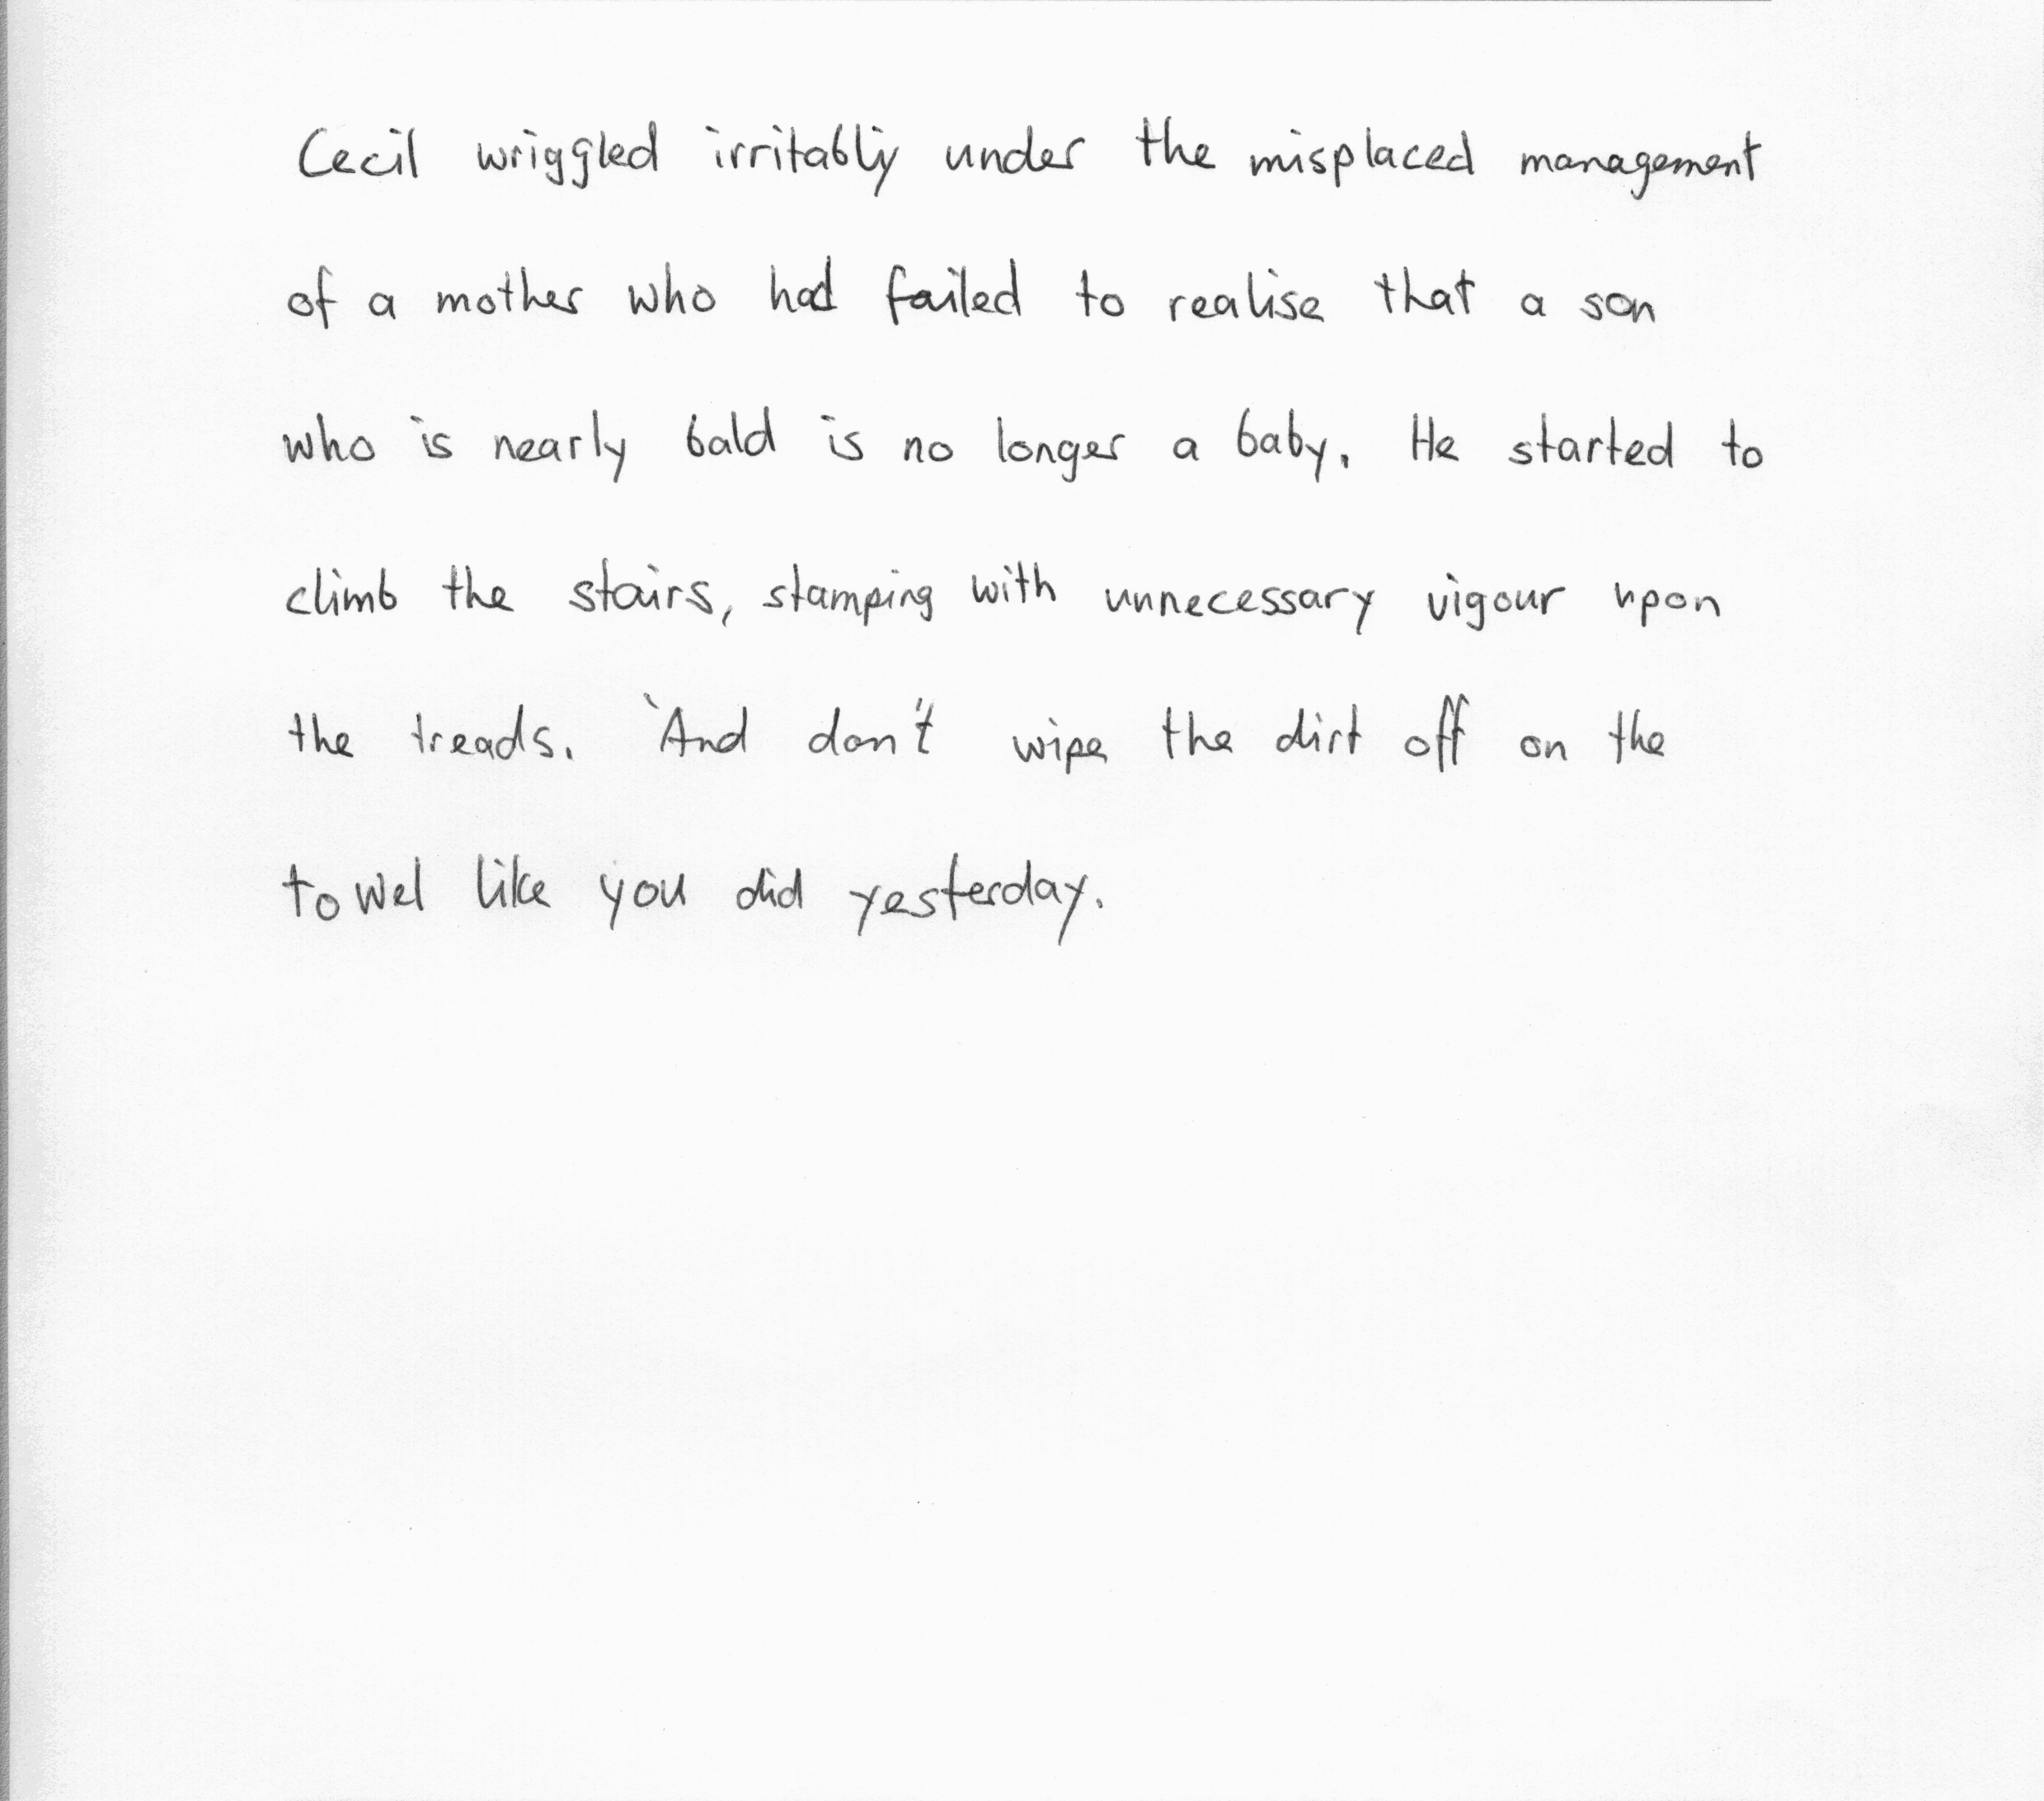 Cecil wriggled irritably under the misplaced management
of a mother who had failed to realise that a son
who is nearly bald is no longer a baby. He started to
climb the stairs, stamping with unnecessary vigour upon
the treads. 'And don't wipe the dirt off on the
towel like you did yesterday.